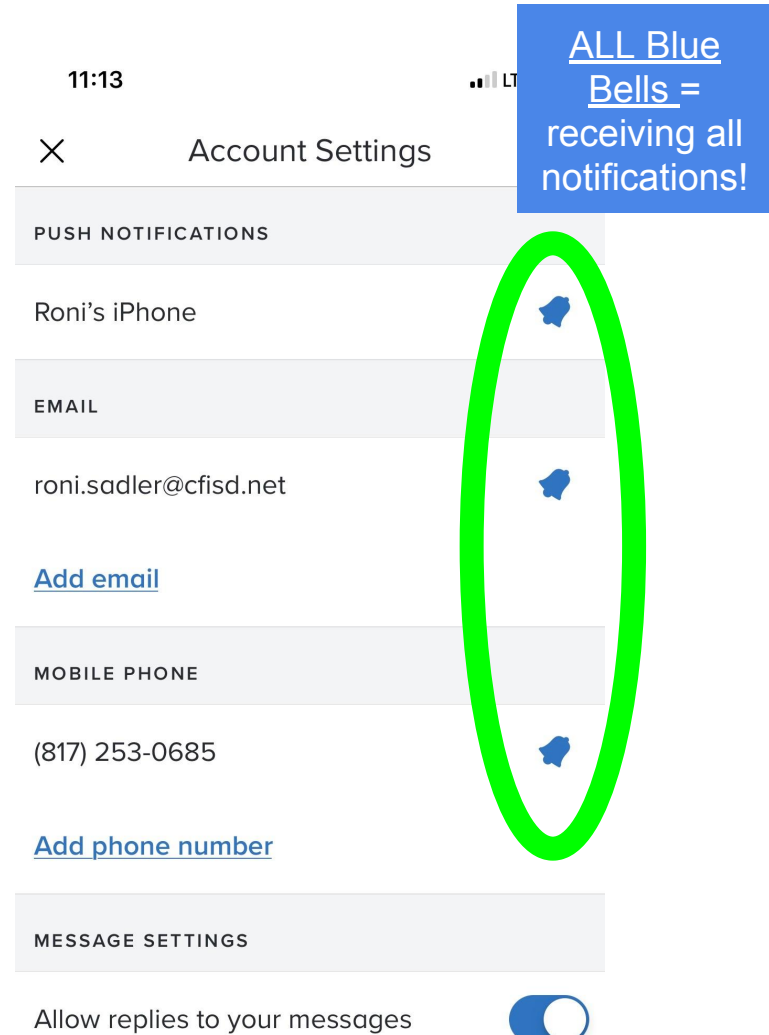 ALL Blue
Bells =
receiving all
notifications!
11:13
Account Settings
PUSH NOTIFICATIONS
Roni’s iPhone
EMAIL
roni.sadler@cfisd.net
Add email
MOBILE PHONE
(817) 253-0685
Add phone number
MESSAGE SETTINGS
Allow replies to your messages